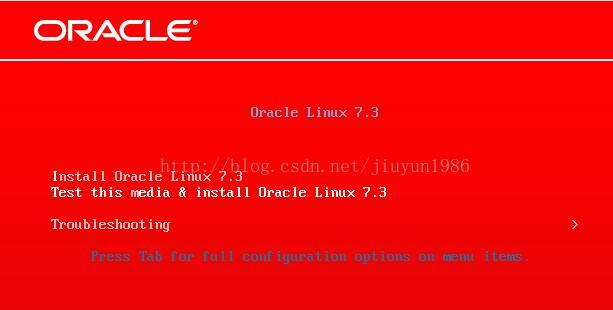 ORACLE®
Oracle Linux 7.3
http://blog.csdn.net/jiuyun1986
Install Oracle Linux 7.3
Test this media & install Oracle Linux 7.3
Troubleshooting >
Press Tab for full configuration options on menu items.